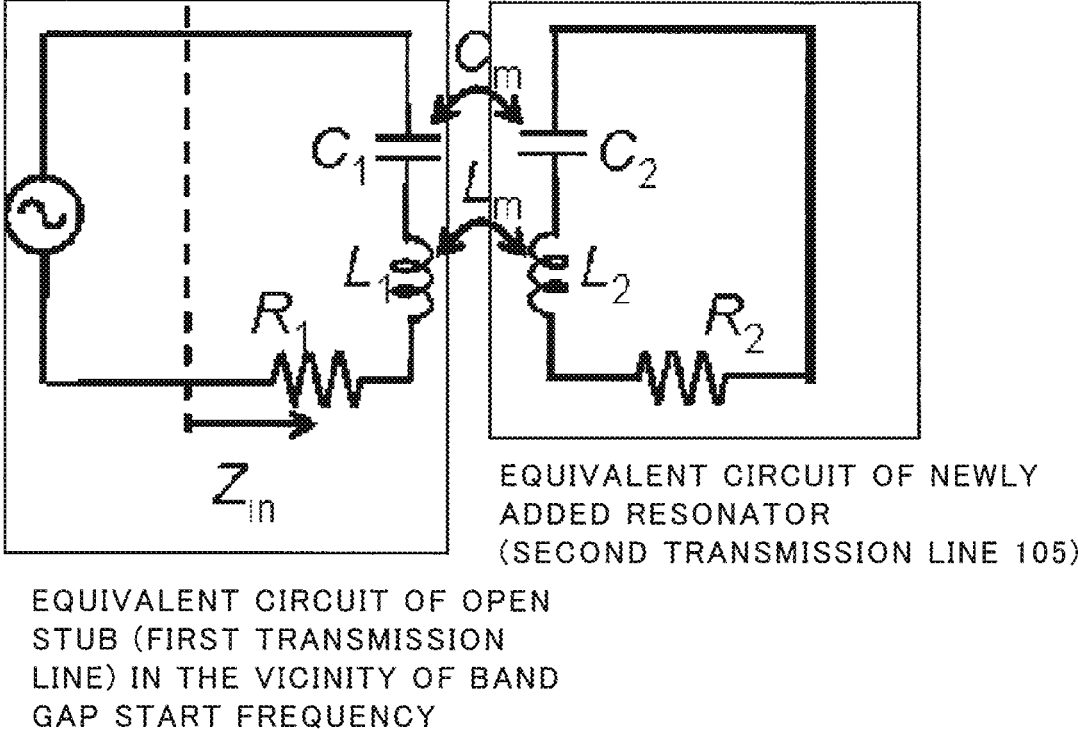 Cm
C1
C2
Lm
L1
L2
R1
R2
Zin
EQUIVALENT CIRCUIT OF NEWLY
ADDED RESONATOR
(SECOND TRANSMISSION LINE 105)
EQUIVALENT CIRCUIT OF OPEN
STUB (FIRST TRANSMISSION
LINE) IN THE VICINITY OF BAND
GAP START FREQUENCY